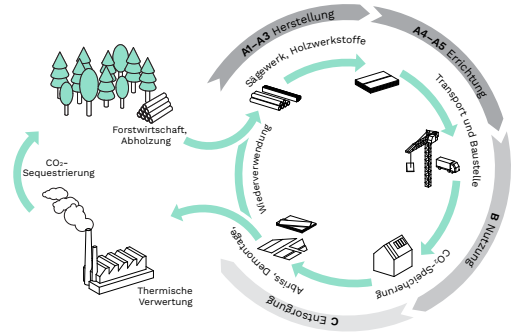 A1–A3 Herstellung
A4–A5 Errichtung
B Nutzung
C Entsorgung
Sägewerk, Holzwerkstoffe
Transport und Baustelle
CO₂-Speicherung
Abriss, Demontage,
Wiederverwendung
Forstwirtschaft,
Abholzung
CO₂-
Sequestrierung
Thermische
Verwertung